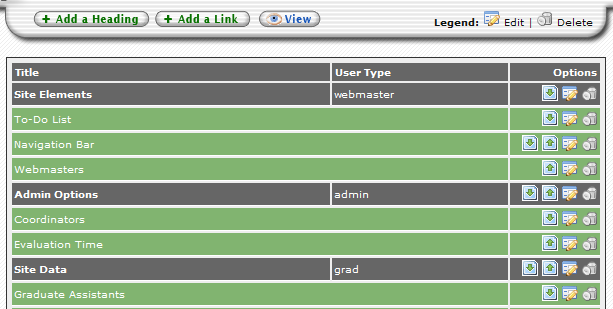 + Add a Heading + Add a Link View Legend: Edit | Delete
Title User Type Options
Site Elements webmaster
To-Do List
Navigation Bar
Webmasters
Admin Options admin
Coordinators
Evaluation Time
Site Data grad
Graduate Assistants